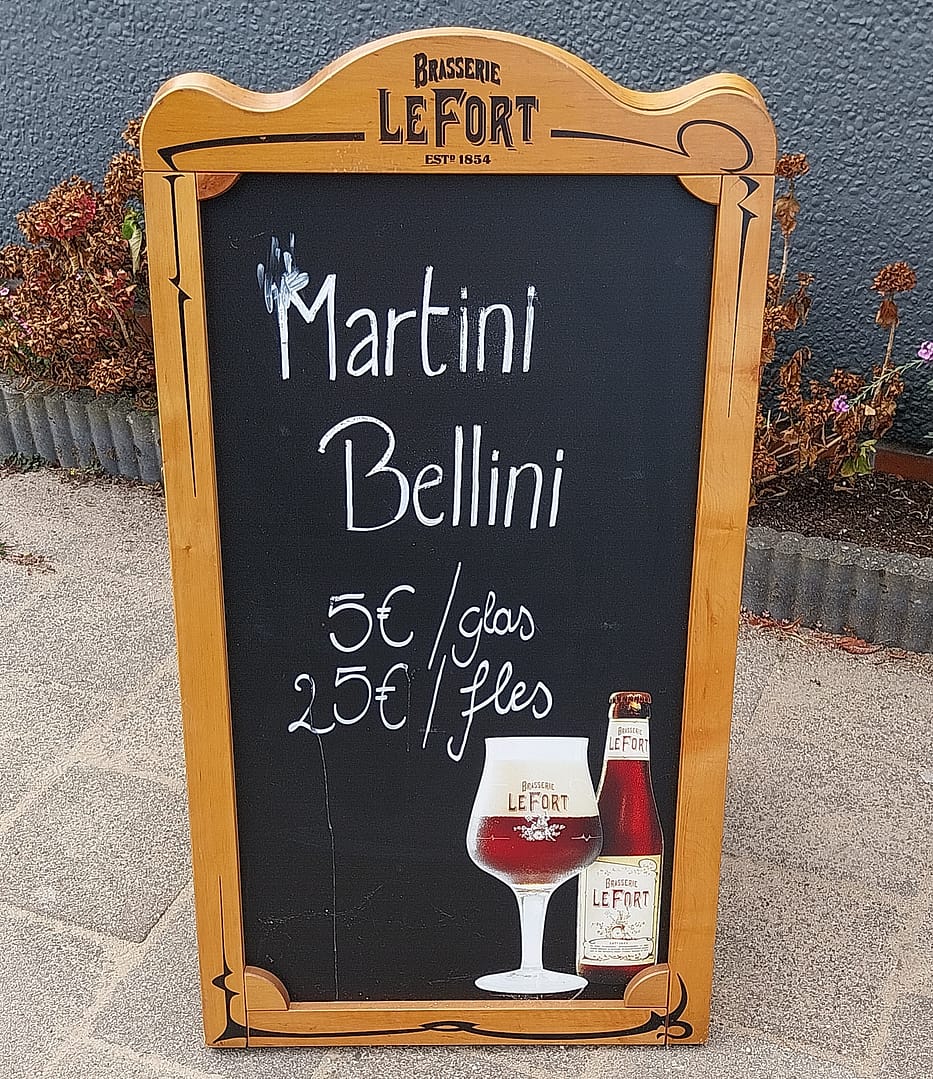 BRASSERIE
LEFORT
ESTD 1854
Martini
Bellini
5€/glas
25€/fles
BRASSERIE
LEFORT
BRASSERIE
LEFORT
BRASSERIE
LEFORT